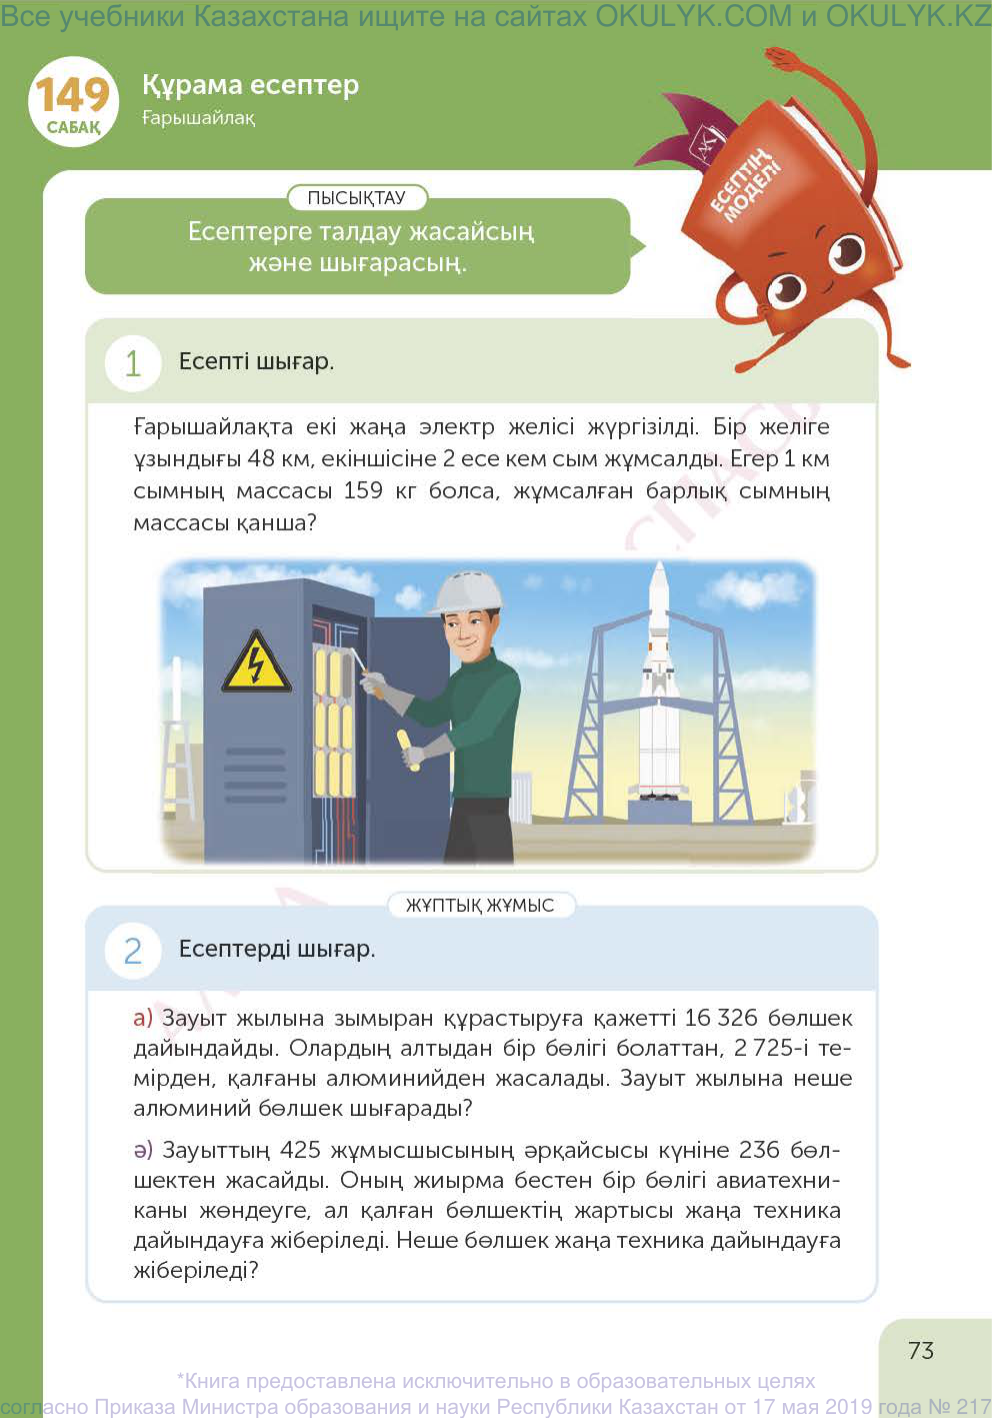 Все учебники Казахстана ищите на сайтах OKULYK.COM и OKULYK.KZ
149
САБАҚ
Құрама есептер
Ғарышайлақ
ЕСЕПТІҢ
МОДЕЛІ
ПЫСЫҚТАУ
Есептерге талдау жасайсың
және шығарасың.
1
Есепті шығар.
Ғарышайлақта екі жаңа электр желісі жүргізілді. Бір желіге
ұзындығы 48 км, екіншісіне 2 есе кем сым жұмсалды. Егер 1 км
сымның массасы 159 кг болса, жұмсалған барлық сымның
массасы қанша?
ЖҰПТЫҚ ЖҰМЫС
2
Есептерді шығар.
а) Зауыт жылына зымыран құрастыруға қажетті 16 326 бөлшек
дайындайды. Олардың алтыдан бір бөлігі болаттан, 2 725-і те-
мірден, қалғаны алюминийден жасалады. Зауыт жылына неше
алюминий бөлшек шығарады?
ә) Зауыттың 425 жұмысшысының әрқайсысы күніне 236 бөл-
шектен жасайды. Оның жиырма бестен бір бөлігі авиатехни-
каны жөндеуге, ал қалған бөлшектің жартысы жаңа техника
дайындауға жіберіледі. Неше бөлшек жаңа техника дайындауға
жіберіледі?
73
*Книга предоставлена исключительно в образовательных целях
согласно Приказа Министра образования и науки Республики Казахстан от 17 мая 2019 года № 217